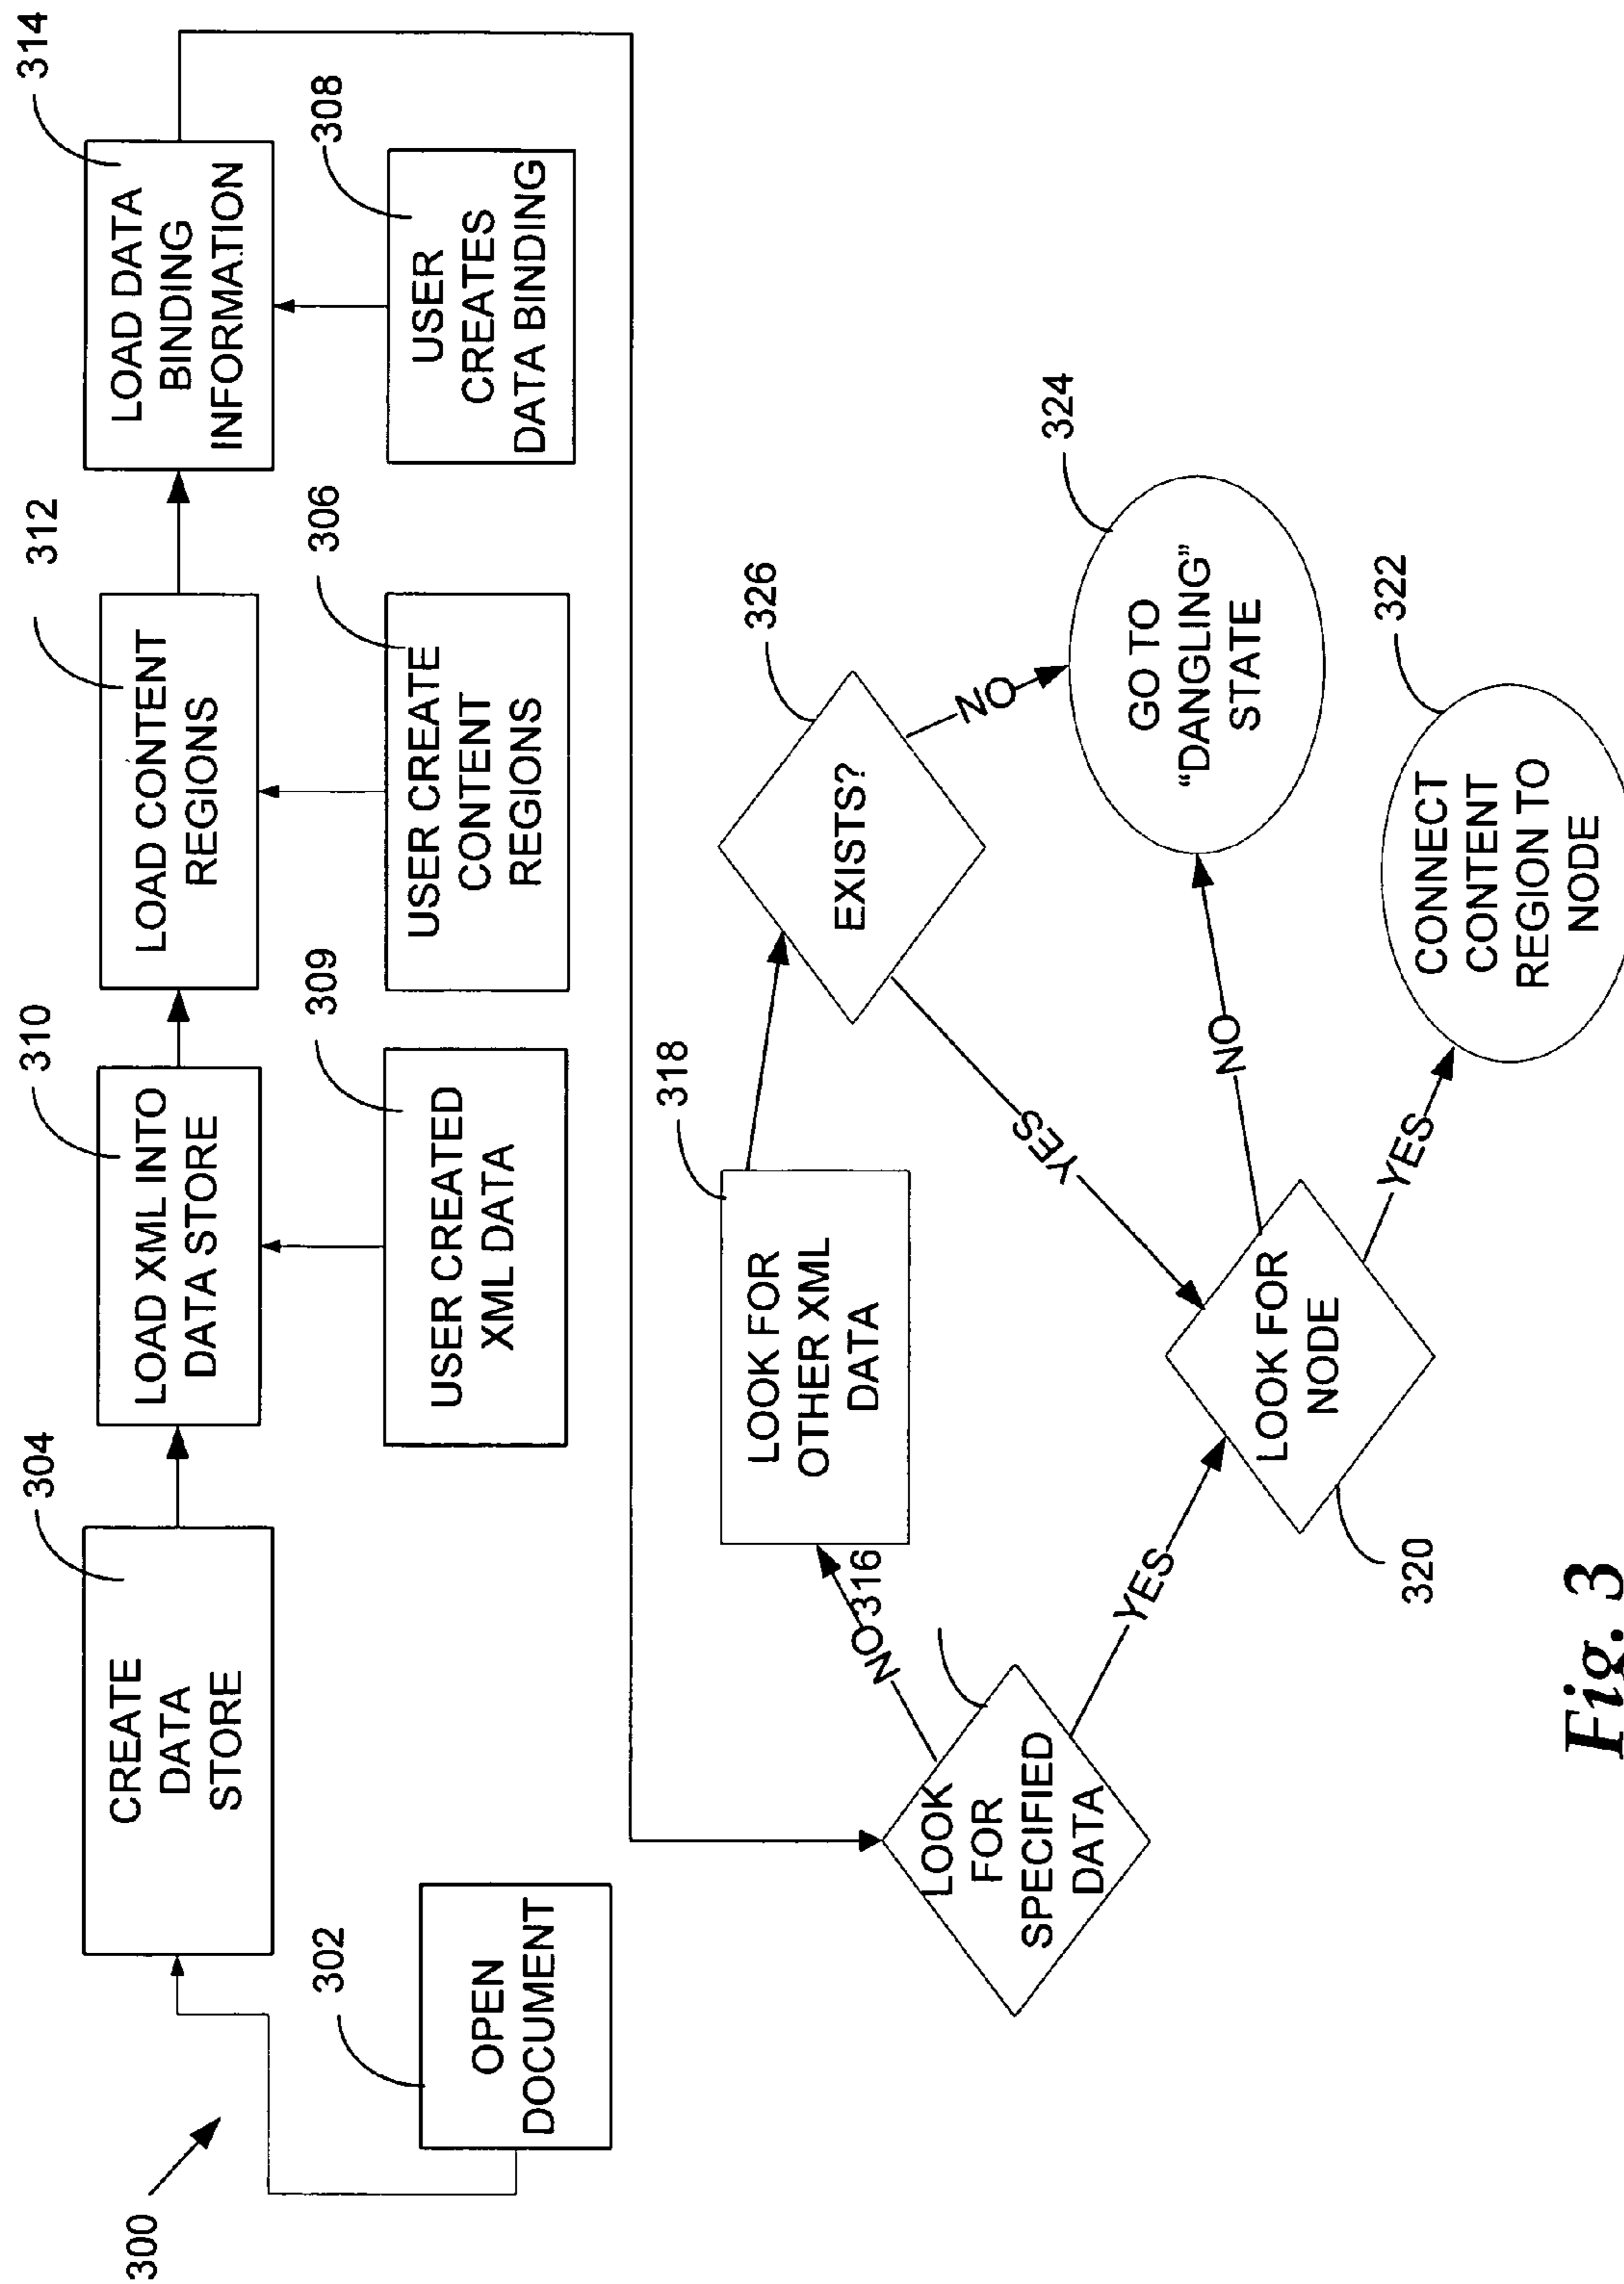 300
302
OPEN
DOCUMENT
304
CREATE
DATA
STORE
310
LOAD XML INTO
DATA STORE
309
USER CREATED
XML DATA
312
LOAD CONTENT
REGIONS
306
USER CREATE
CONTENT
REGIONS
314
LOAD DATA
BINDING
INFORMATION
308
USER
CREATES
DATA BINDING
316
LOOK
FOR
SPECIFIED
DATA
NO
YES
318
LOOK FOR
OTHER XML
DATA
326
EXISTS?
NO
YES
320
LOOK FOR
NODE
NO
YES
324
GO TO
“DANGLING”
STATE
322
CONNECT
CONTENT
REGION TO
NODE
Fig. 3